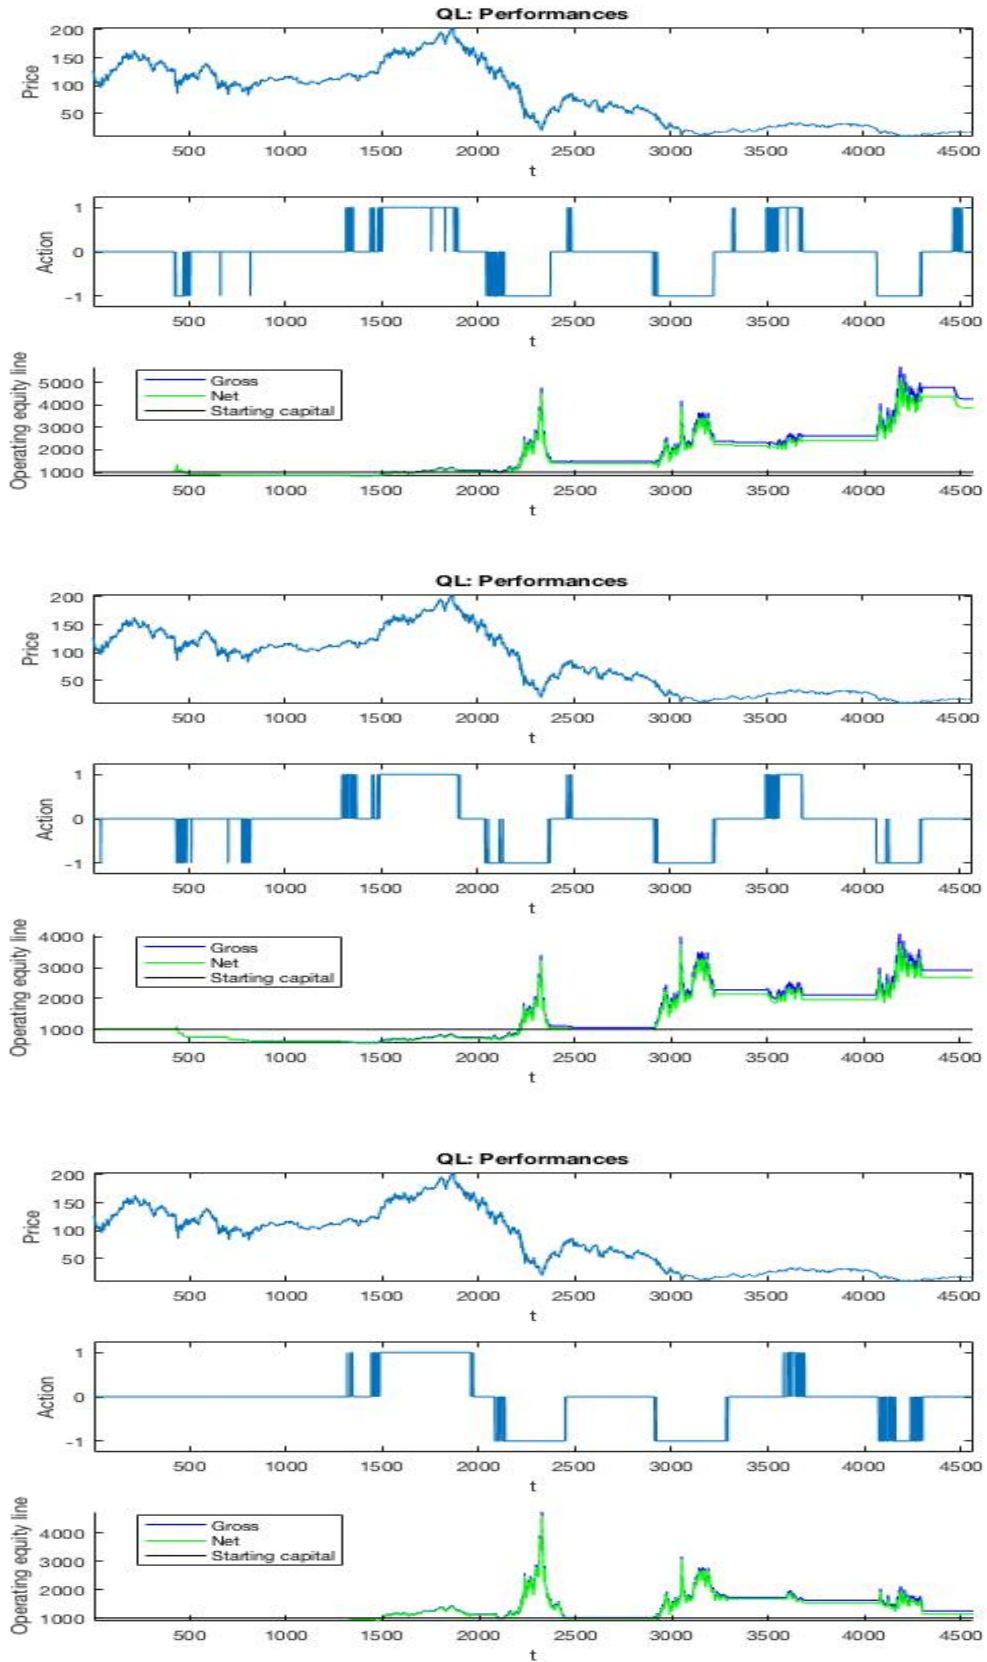 QL: Performances
200
150
100
50
Price
500 1000 1500 2000 2500 3000 3500 4000 4500
t
1
0
-1
Action
500 1000 1500 2000 2500 3000 3500 4000 4500
t
5000
4000
3000
2000
1000
Operating equity line
Gross
Net
Starting capital
500 1000 1500 2000 2500 3000 3500 4000 4500
t
QL: Performances
200
150
100
50
Price
500 1000 1500 2000 2500 3000 3500 4000 4500
t
1
0
-1
Action
500 1000 1500 2000 2500 3000 3500 4000 4500
t
4000
3000
2000
1000
Operating equity line
Gross
Net
Starting capital
500 1000 1500 2000 2500 3000 3500 4000 4500
t
QL: Performances
200
150
100
50
Price
500 1000 1500 2000 2500 3000 3500 4000 4500
t
1
0
-1
Action
500 1000 1500 2000 2500 3000 3500 4000 4500
t
4000
3000
2000
1000
Operating equity line
Gross
Net
Starting capital
500 1000 1500 2000 2500 3000 3500 4000 4500
t